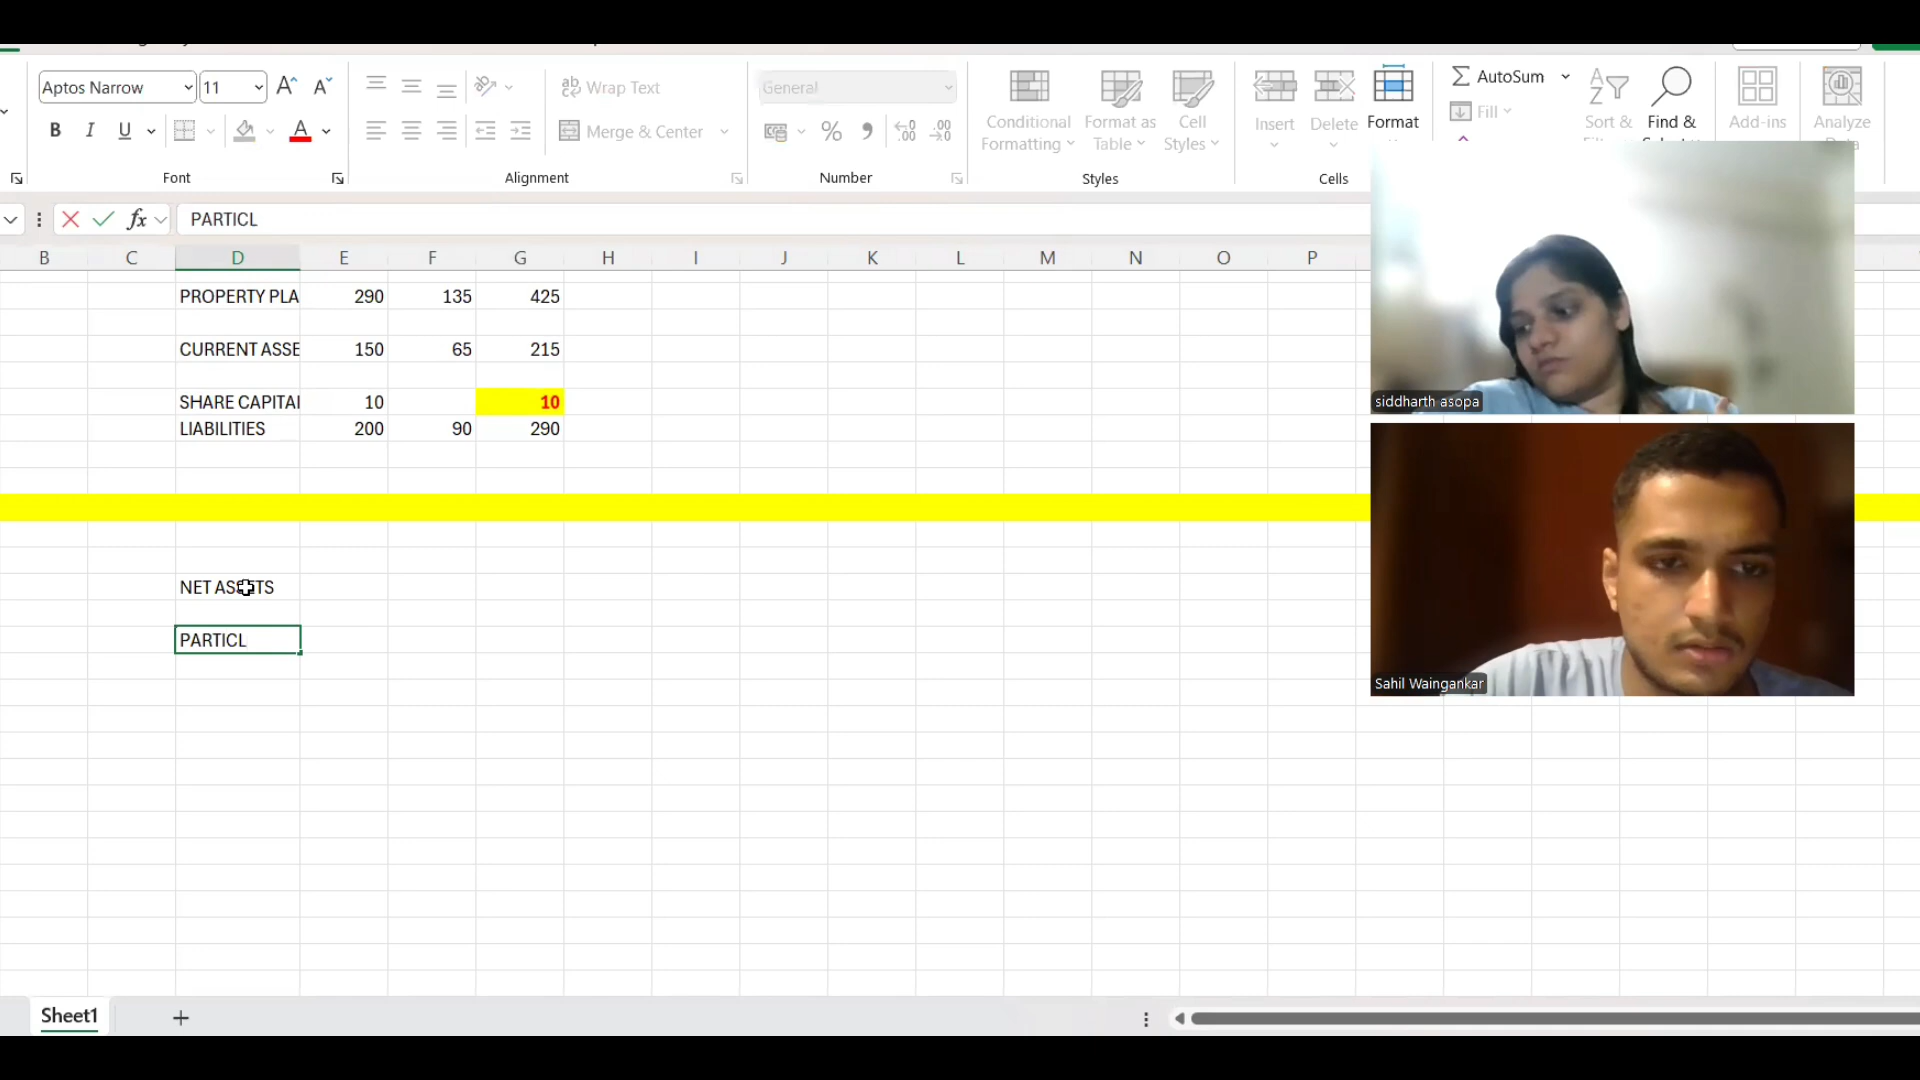 Aptos Narrow 11 A^ A˅ Wrap Text General AutoSum
B I U A Merge & Center % , Conditional Formatting Format as Table Cell Styles Insert Delete Format Fill Sort & Find & Add-ins Analyze
Font Alignment Number Styles Cells
fx PARTICL
B C D E F G H I J K L M N O P
PROPERTY PLA 290 135 425
CURRENT ASSE 150 65 215
SHARE CAPITAL 10 10
LIABILITIES 200 90 290
siddharth asopa
NET ASSETS
PARTICL
Sahil Waingankar
Sheet1 +